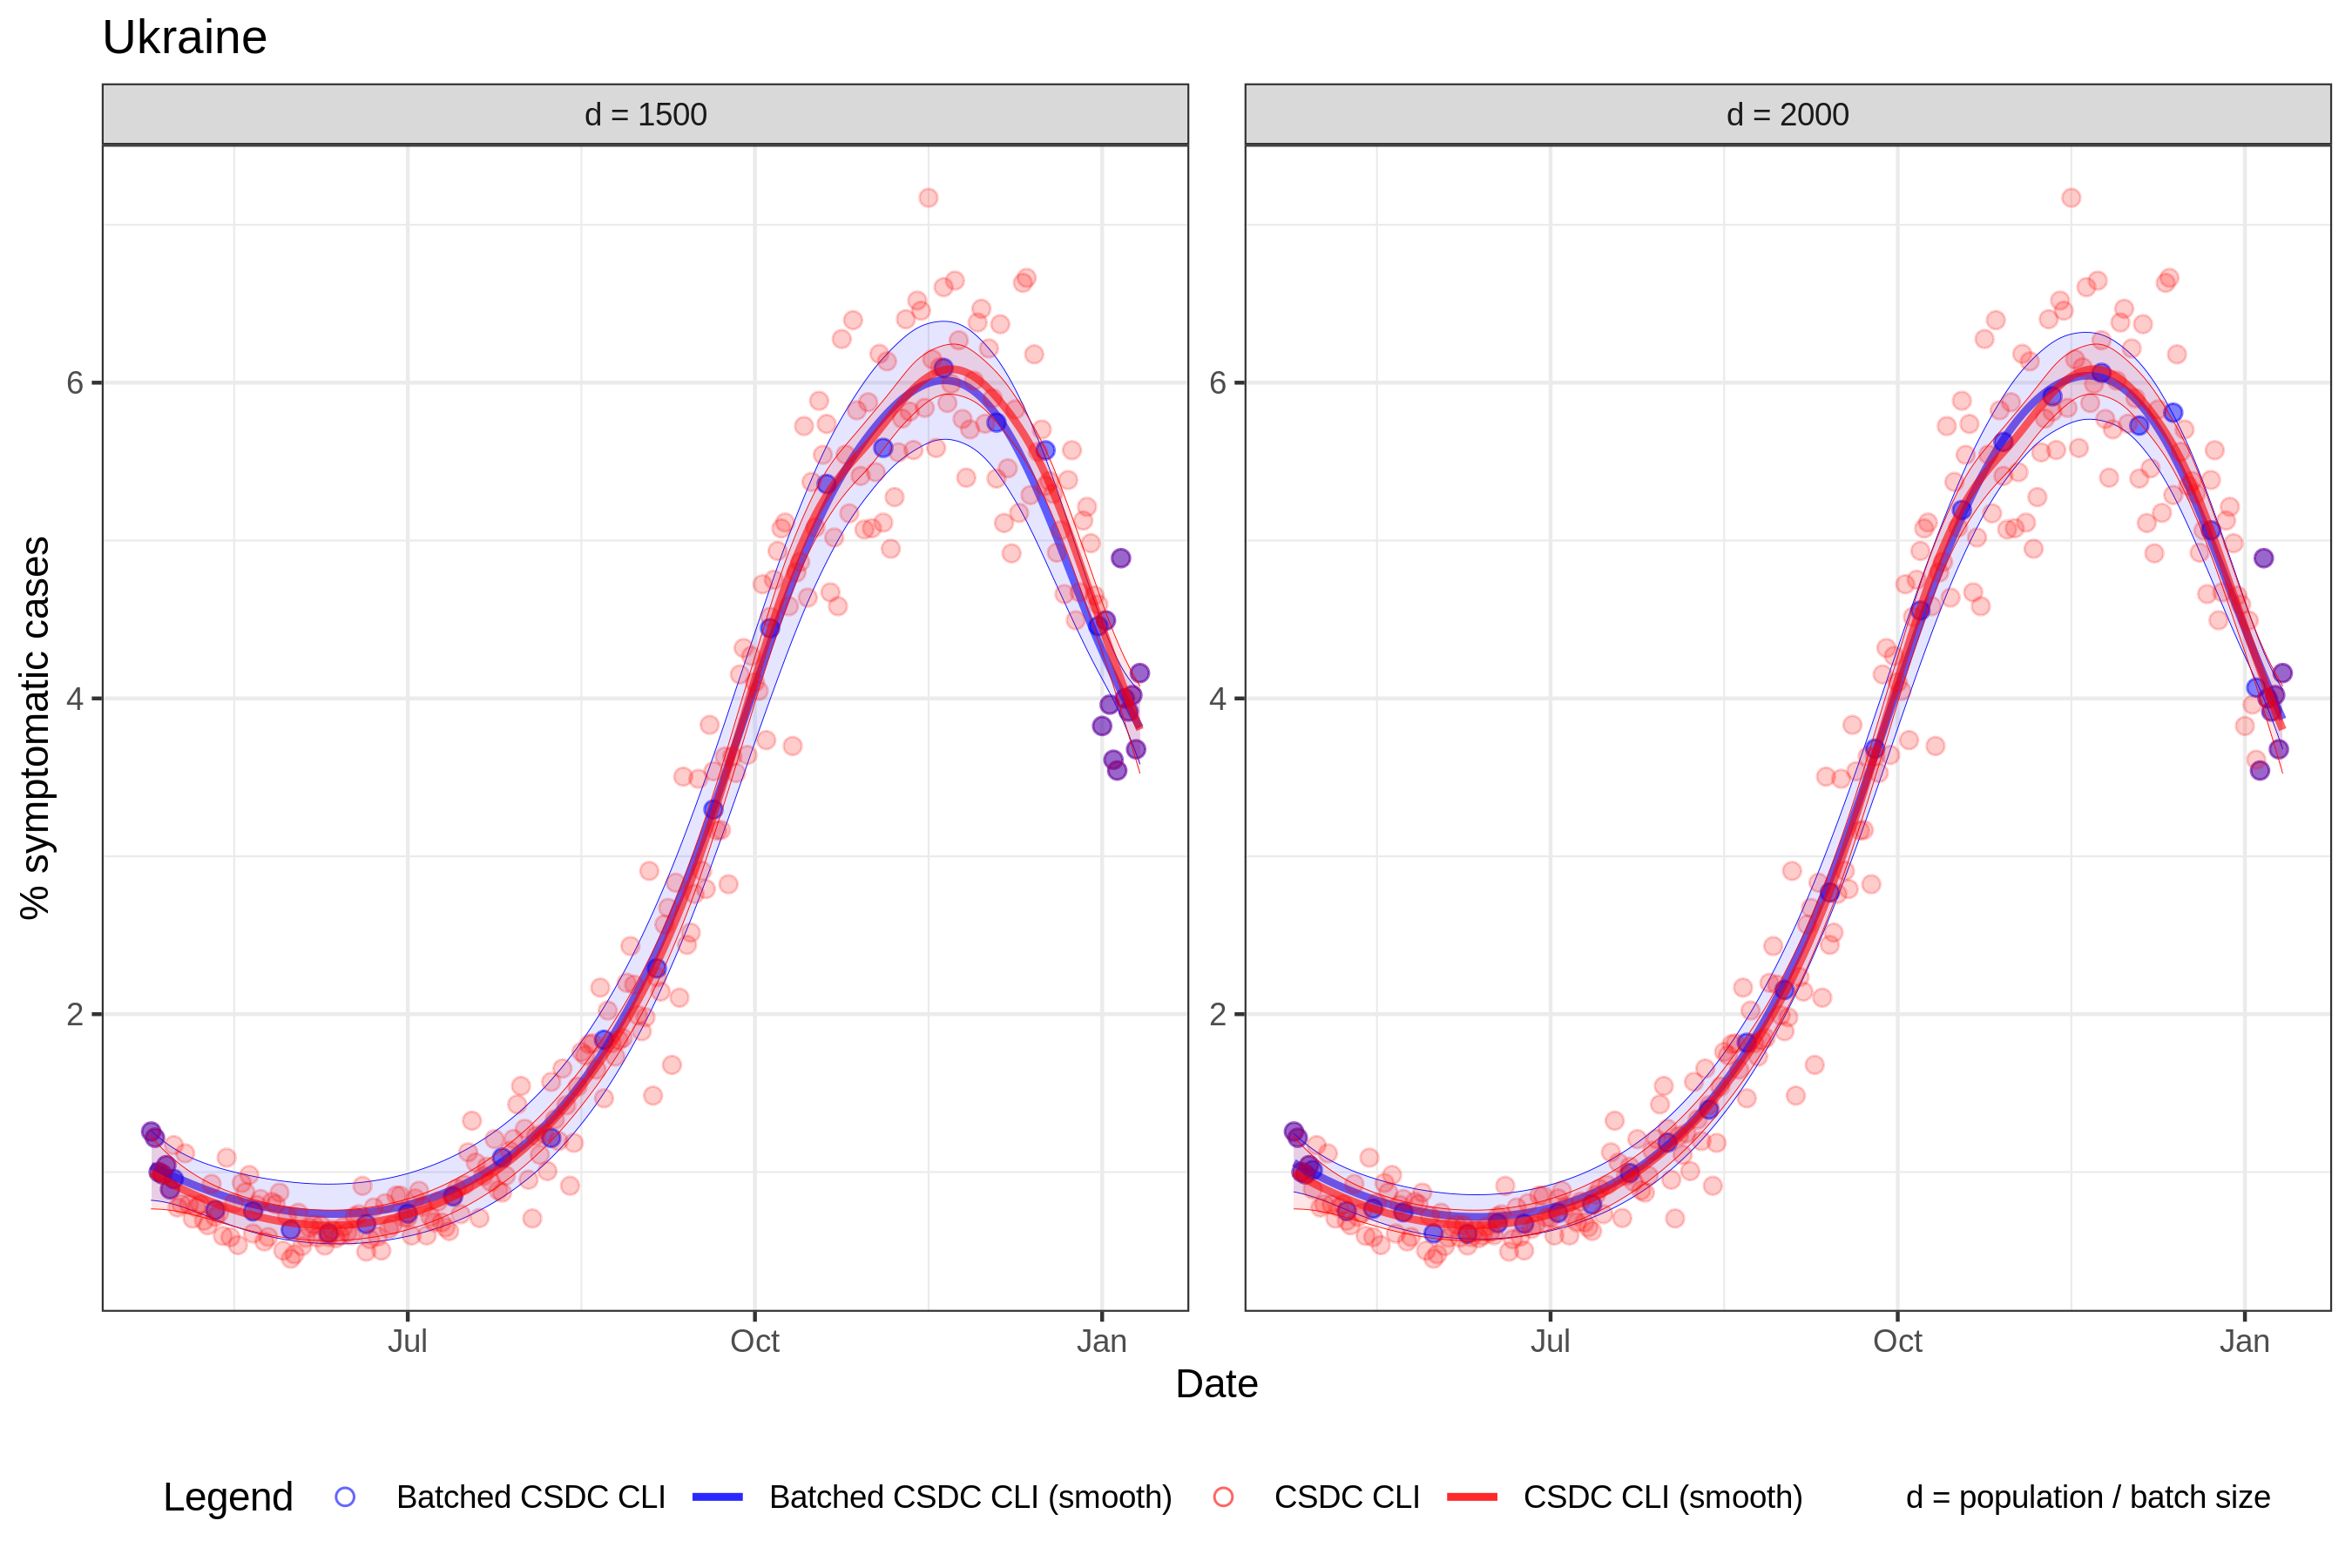 Ukraine
d = 1500
d = 2000
% symptomatic cases
6
4
2
6
4
2
Jul
Oct
Jan
Jul
Oct
Jan
Date
Legend
Batched CSDC CLI
Batched CSDC CLI (smooth)
CSDC CLI
CSDC CLI (smooth)
d = population / batch size